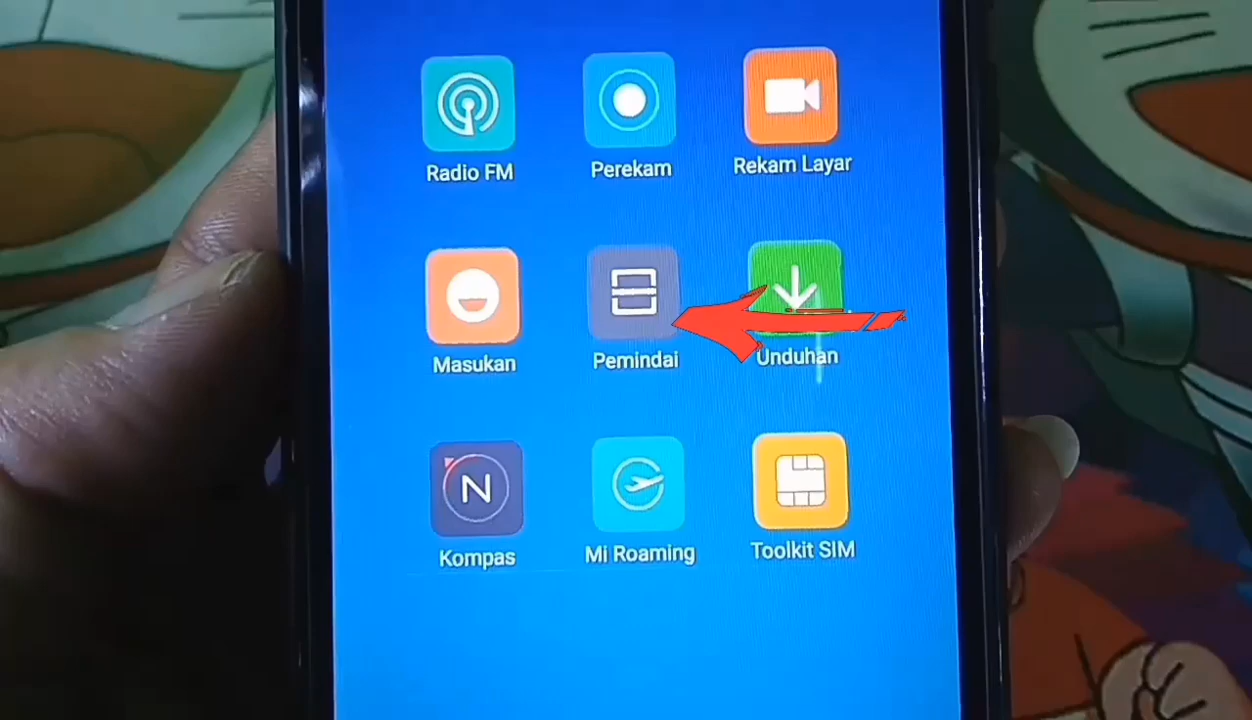 Radio FM
Perekam
Rekam Layar
Masukan
Pemindai
Unduhan
N
Kompas
Mi Roaming
Toolkit SIM